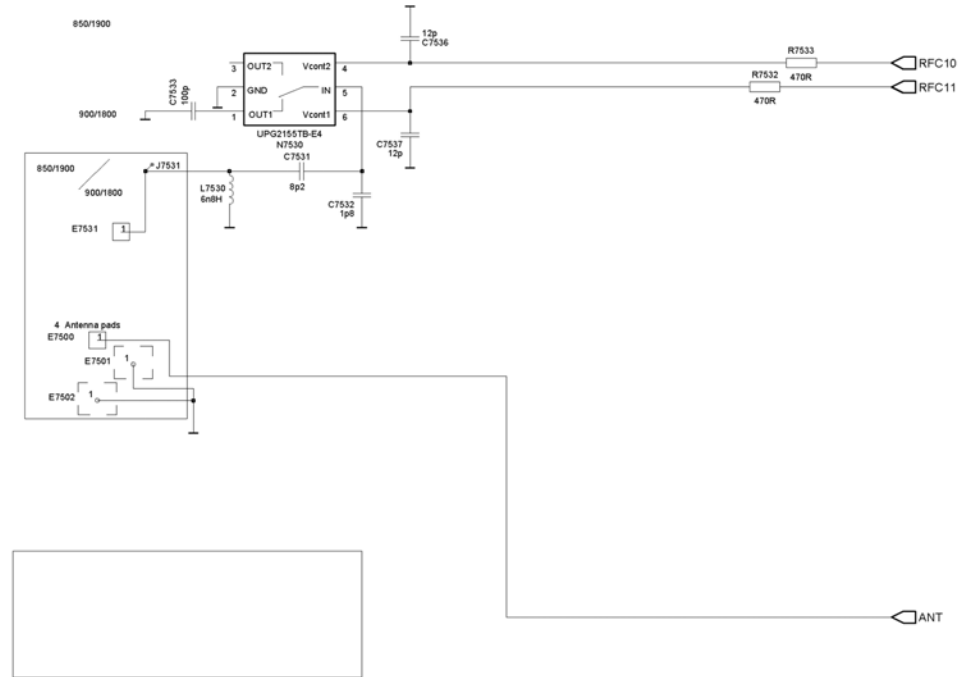 850/1900
12p
C7536
R7533
470R
RFC10
R7532
470R
RFC11
3 OUT2 Vcont2 4
2 GND IN 5
1 OUT1 Vcont1 6
UPG2155TB-E4
N7530
C7533
100p
900/1800
C7537
12p
C7531
8p2
850/1900
900/1800
J7531
L7530
6n8H
C7532
1p8
E7531
1
4 Antenna pads
E7500
1
E7501
1
E7502
1
ANT